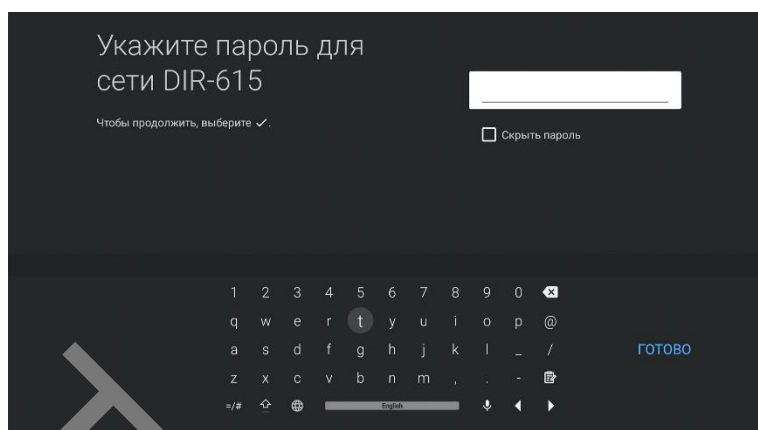 Укажите пароль для
сети DIR-615
Чтобы продолжить, выберите ✓.
Скрыть пароль
1 2 3 4 5 6 7 8 9 0
q w e r t y u i o p @
a s d f g h j k l _ /
ГОТОВО
z x c v b n m , . -
=/# English